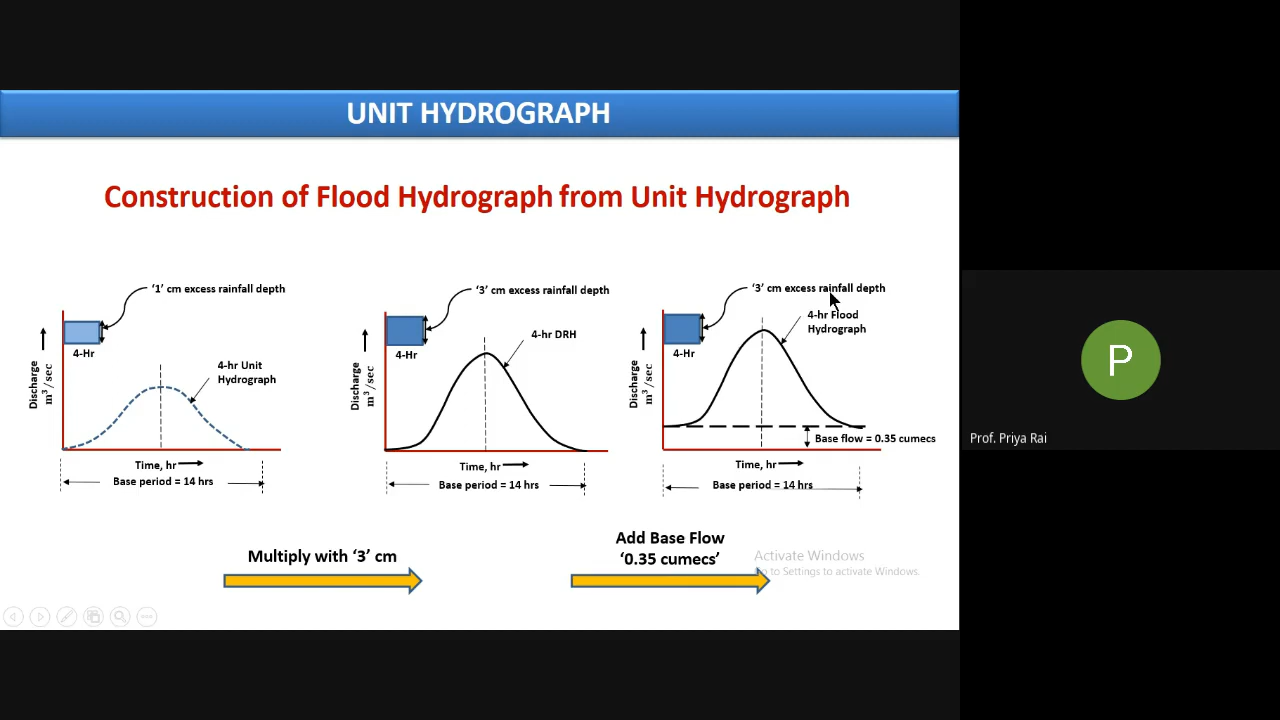 UNIT HYDROGRAPH
Construction of Flood Hydrograph from Unit Hydrograph
‘1’ cm excess rainfall depth
4-Hr
4-hr Unit
Hydrograph
Discharge
m³/sec
Time, hr
Base period = 14 hrs
‘3’ cm excess rainfall depth
4-Hr
4-hr DRH
Discharge
m³/sec
Time, hr
Base period = 14 hrs
‘3’ cm excess rainfall depth
4-Hr
4-hr Flood
Hydrograph
Discharge
m³/sec
Base flow = 0.35 cumecs
Time, hr
Base period = 14 hrs
Multiply with ‘3’ cm
Add Base Flow
‘0.35 cumecs’
Activate Windows
Go to Settings to activate Windows.
P
Prof. Priya Rai